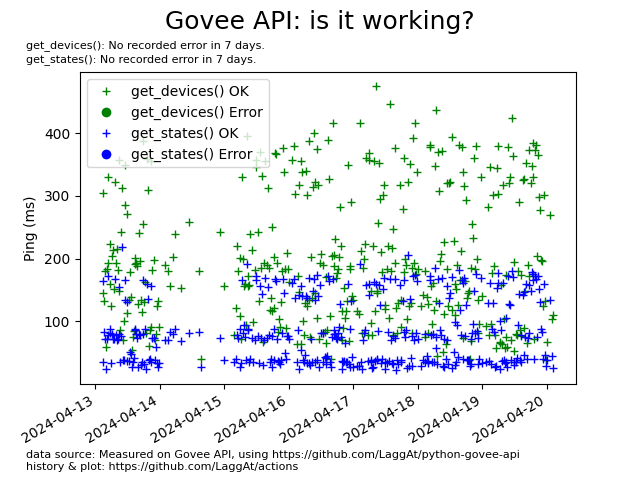 Govee API: is it working?
get_devices(): No recorded error in 7 days.
get_states(): No recorded error in 7 days.
get_devices() OK
get_devices() Error
get_states() OK
get_states() Error
Ping (ms)
400
300
200
100
2024-04-13
2024-04-14
2024-04-15
2024-04-16
2024-04-17
2024-04-18
2024-04-19
2024-04-20
data source: Measured on Govee API, using https://github.com/LaggAt/python-govee-api
history & plot: https://github.com/LaggAt/actions